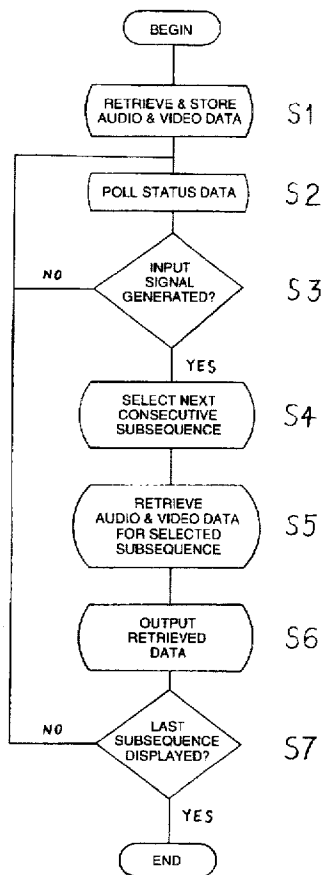 BEGIN
RETRIEVE & STORE
AUDIO & VIDEO DATA
S1
POLL STATUS DATA
S2
INPUT
SIGNAL
GENERATED?
S3
NO
YES
SELECT NEXT
CONSECUTIVE
SUBSEQUENCE
S4
RETRIEVE
AUDIO & VIDEO DATA
FOR SELECTED
SUBSEQUENCE
S5
OUTPUT
RETRIEVED
DATA
S6
LAST
SUBSEQUENCE
DISPLAYED?
S7
NO
YES
END